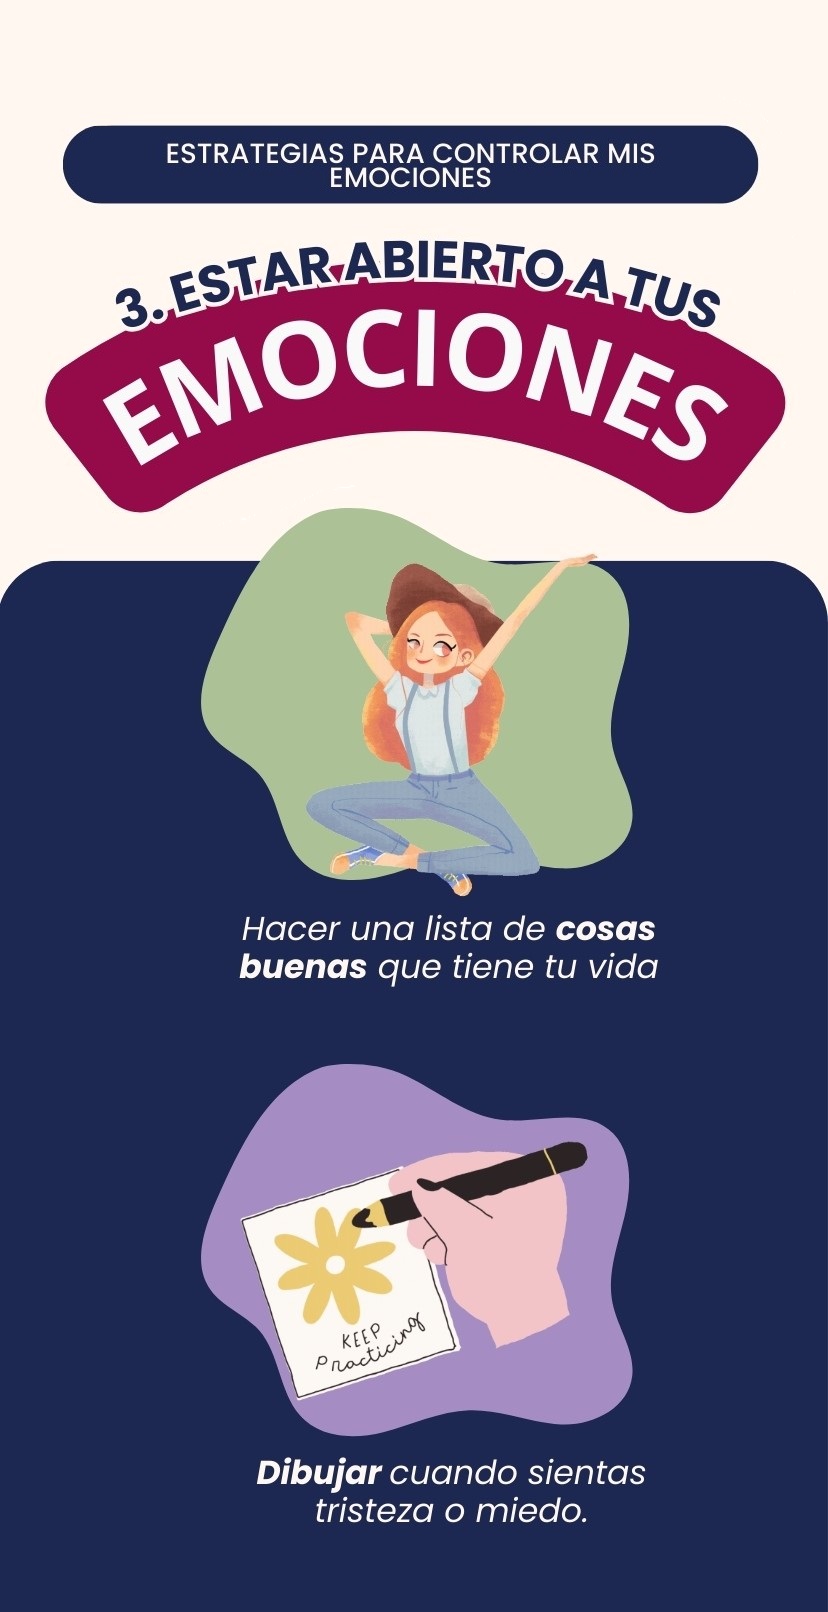 ESTRATEGIAS PARA CONTROLAR MIS
EMOCIONES
3. ESTAR ABIERTO A TUS
EMOCIONES
Hacer una lista de cosas
buenas que tiene tu vida
KEEP
Practicing
Dibujar cuando sientas
tristeza o miedo.